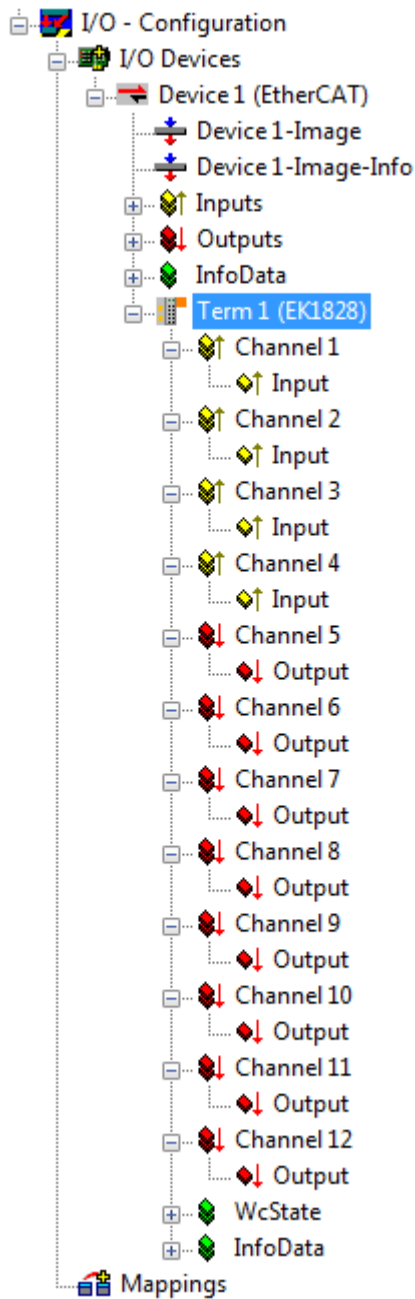 I/O - Configuration
I/O Devices
Device 1 (EtherCAT)
Device 1-Image
Device 1-Image-Info
Inputs
Outputs
InfoData
Term 1 (EK1828)
Channel 1
Input
Channel 2
Input
Channel 3
Input
Channel 4
Input
Channel 5
Output
Channel 6
Output
Channel 7
Output
Channel 8
Output
Channel 9
Output
Channel 10
Output
Channel 11
Output
Channel 12
Output
WcState
InfoData
Mappings